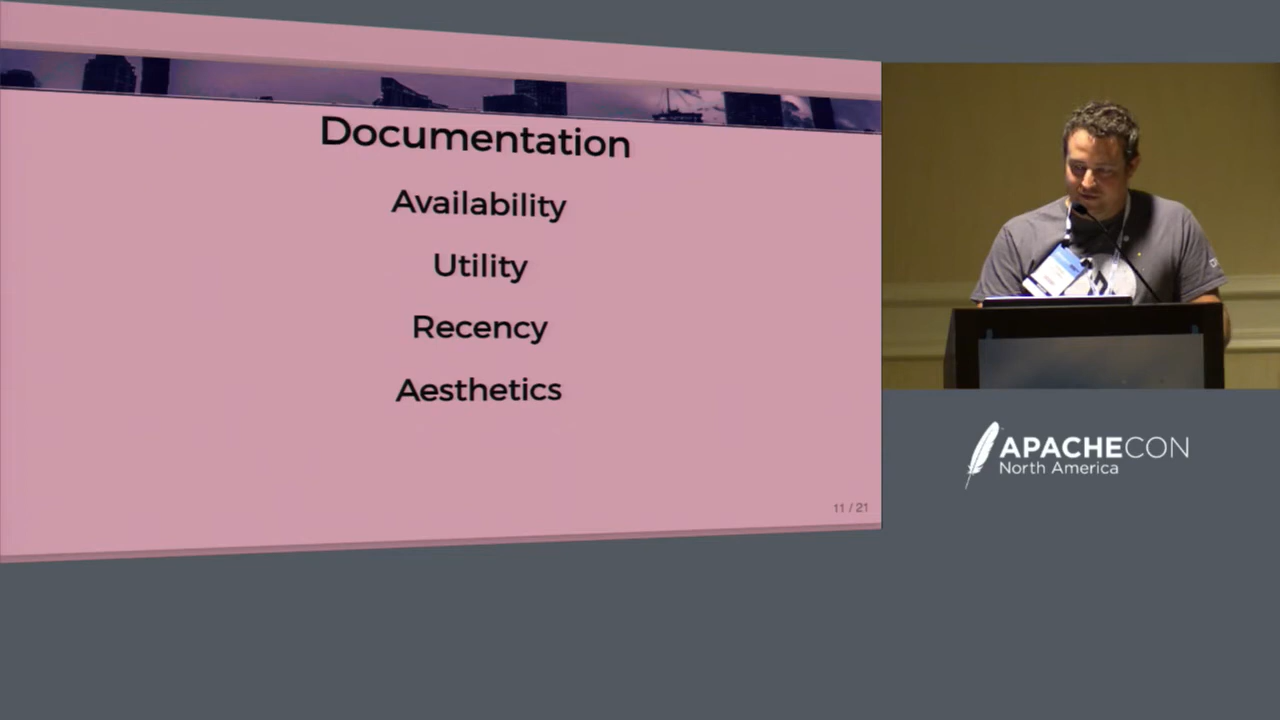 Documentation
Availability
Utility
Recency
Aesthetics
11 / 21
APACHECON
North America